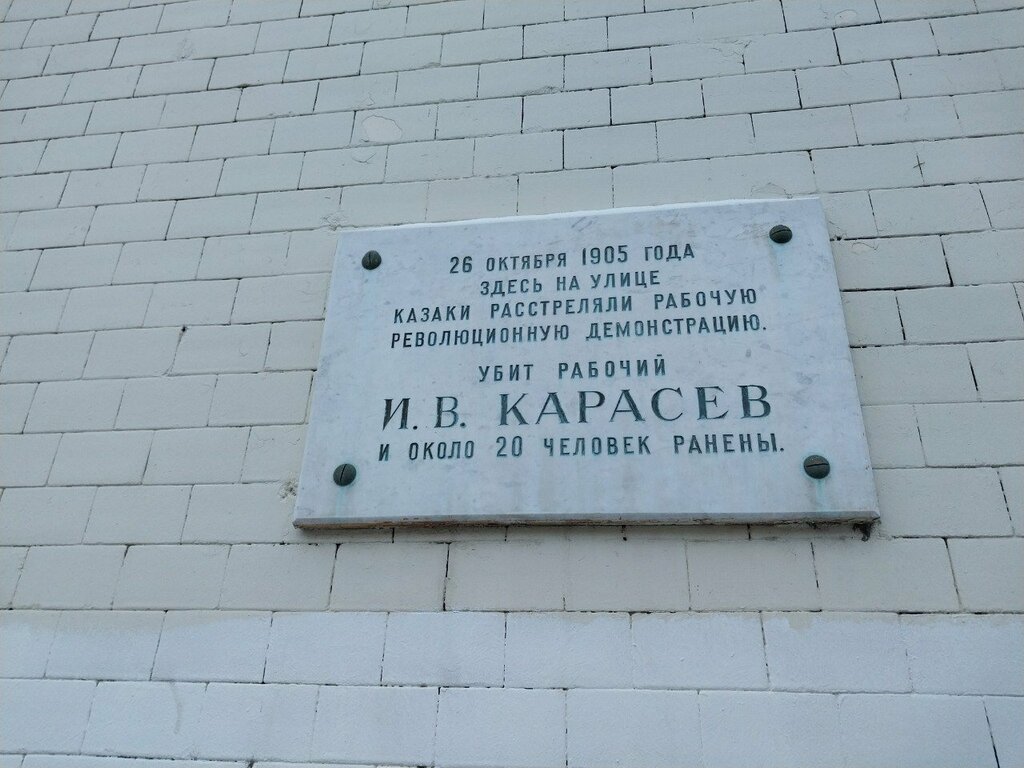 26 ОКТЯБРЯ 1905 ГОДА
ЗДЕСЬ НА УЛИЦЕ
КАЗАКИ РАССТРЕЛЯЛИ РАБОЧУЮ
РЕВОЛЮЦИОННУЮ ДЕМОНСТРАЦИЮ.
УБИТ РАБОЧИЙ
И. В. КАРАСЕВ
И ОКОЛО 20 ЧЕЛОВЕК РАНЕНЫ.